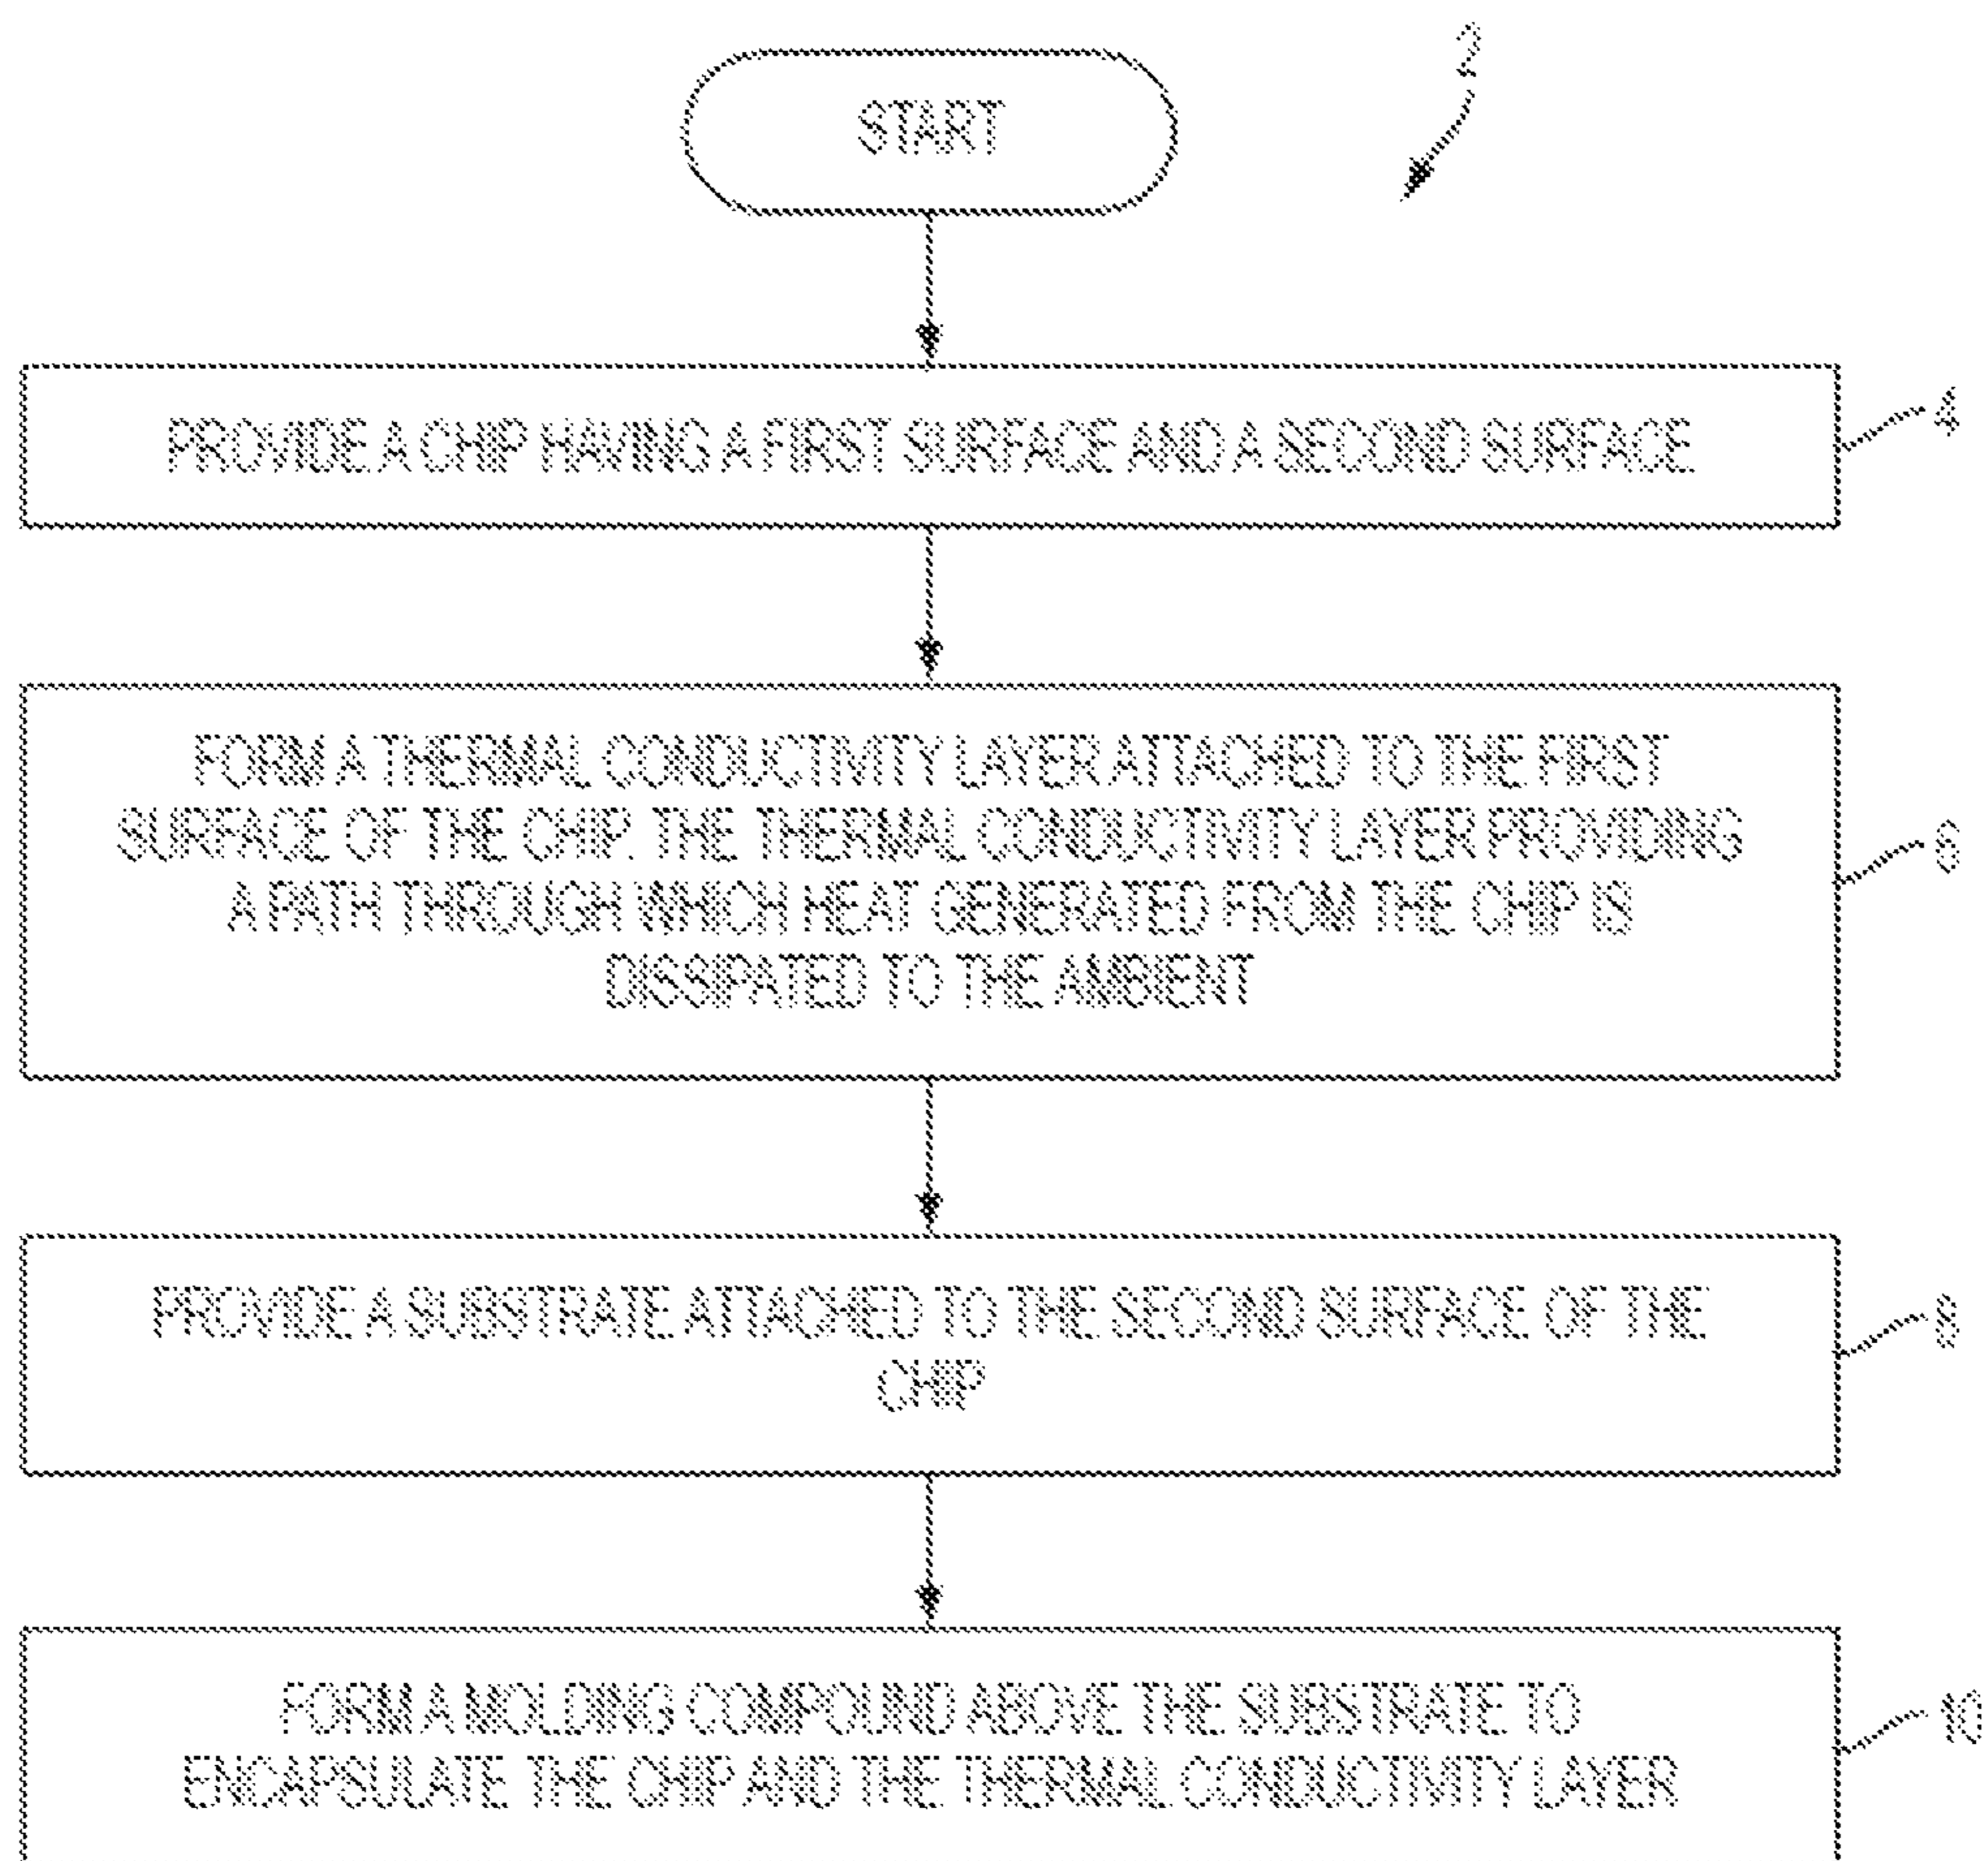 2
START
PROVIDE A CHIP HAVING A FIRST SURFACE AND A SECOND SURFACE
4
FORM A THERMAL CONDUCTIVITY LAYER ATTACHED TO THE FIRST
SURFACE OF THE CHIP. THE THERMAL CONDUCTIVITY LAYER PROVIDING
A PATH THROUGH WHICH HEAT GENERATED FROM THE CHIP IS
DISSIPATED TO THE AMBIENT
6
PROVIDE A SUBSTRATE ATTACHED TO THE SECOND SURFACE OF THE
CHIP
8
FORM A MOLDING COMPOUND ABOVE THE SUBSTRATE TO
ENCAPSULATE THE CHIP AND THE THERMAL CONDUCTIVITY LAYER
10